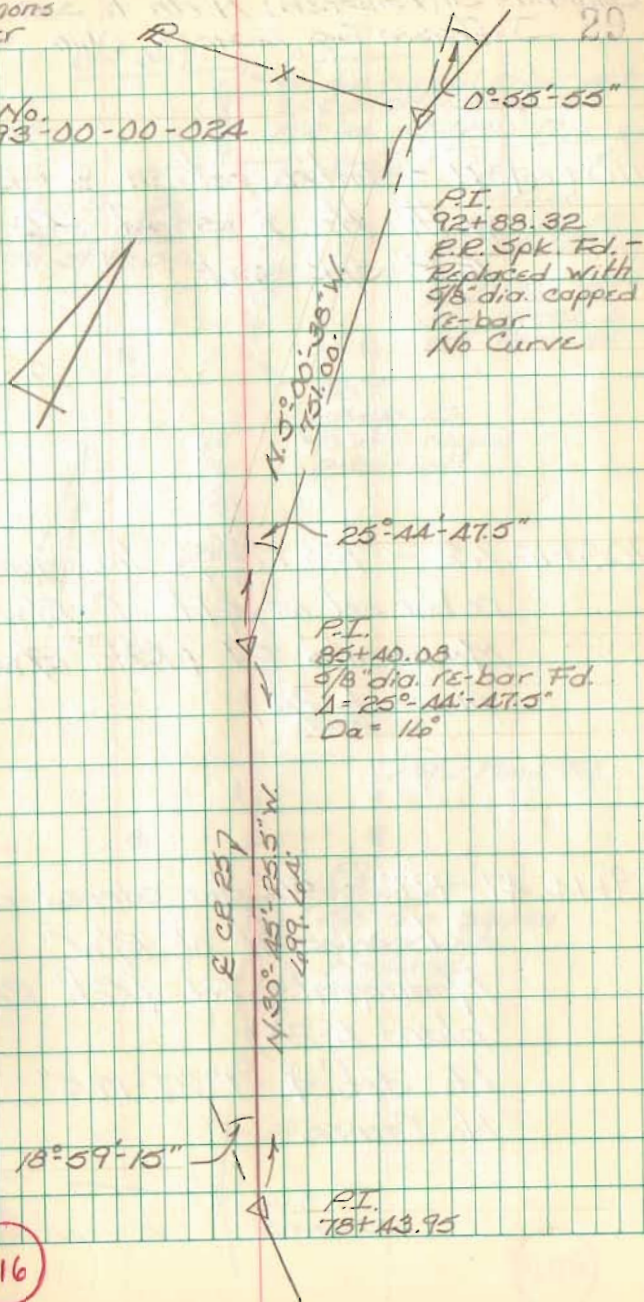 No.
93-00-00-024
0°-55'-55"
P.I.
92+88.32
R.R. Spk. Fd. -
Replaced with
5/8" dia. capped
re-bar
No Curve
N.5°-00'-38"W.
751.00'
25°-44'-47.5"
P.I.
85+40.08
5/8" dia. re-bar Fd.
Δ = 25°-44'-47.5"
Da = 16°
℄ CR 257
N.30°-45'-25.5"W.
699.64'
18°-59'-15"
P.I.
78+43.95
16